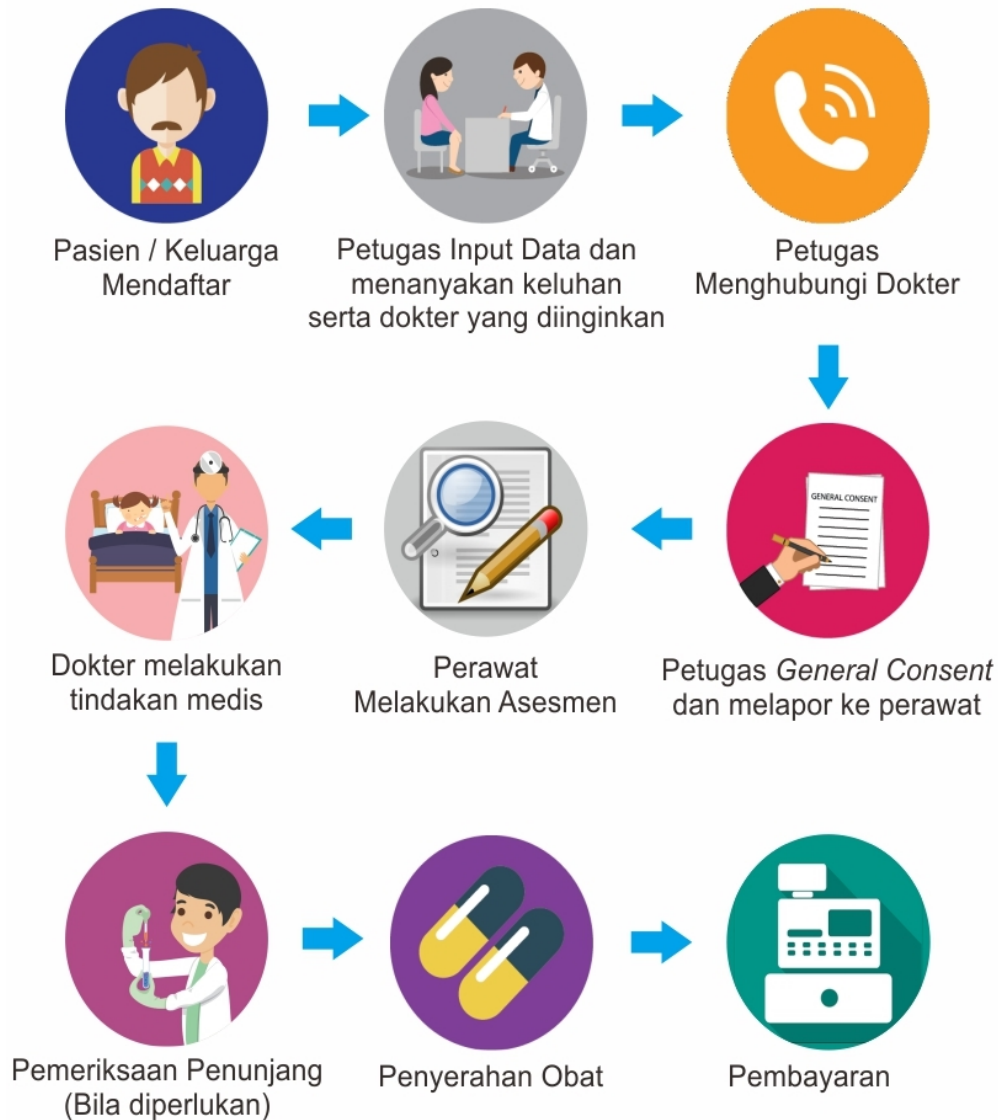 Pasien / Keluarga
Mendaftar
Petugas Input Data dan
menanyakan keluhan
serta dokter yang diinginkan
Petugas
Menghubungi Dokter
GENERAL CONSENT
Petugas General Consent
dan melapor ke perawat
Perawat
Melakukan Asesmen
Dokter melakukan
tindakan medis
Pemeriksaan Penunjang
(Bila diperlukan)
Penyerahan Obat
Pembayaran